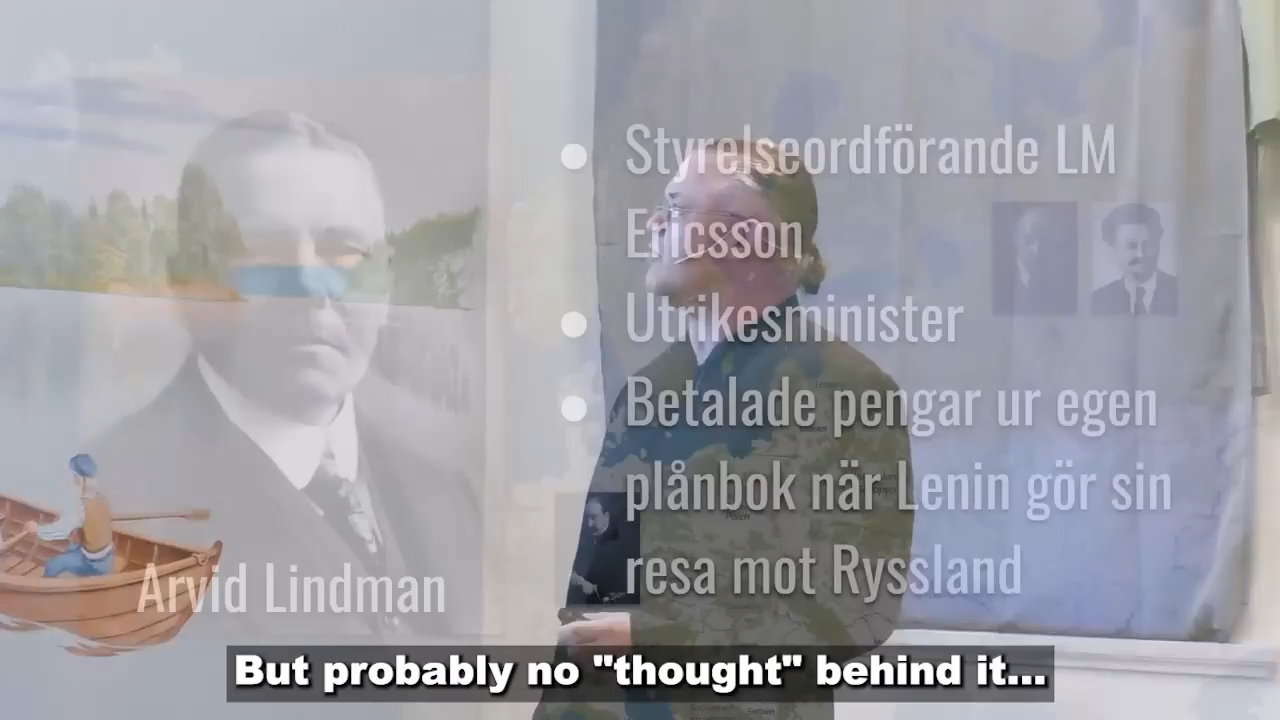 Styrelseordförande LM
Ericsson
Utrikesminister
Betalade pengar ur egen
plånbok när Lenin gör sin
resa mot Ryssland
Arvid Lindman
But probably no "thought" behind it...